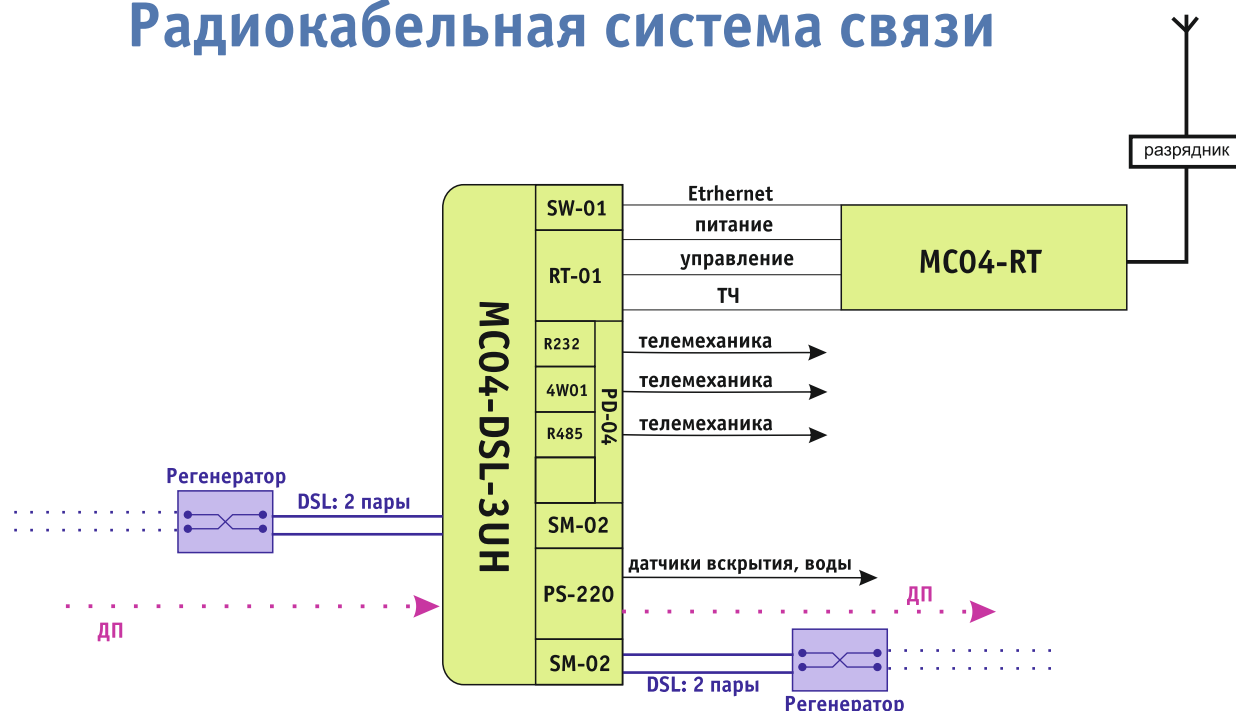 Радиокабельная система связи
разрядник
SW-01
Etrhernet
питание
RT-01
управление
ТЧ
MC04-RT
MC04-DSL-3UH
R232
телемеханика
4W01
телемеханика
R485
телемеханика
PD-04
Регенератор
DSL: 2 пары
SM-02
датчики вскрытия, воды
PS-220
ДП
ДП
SM-02
DSL: 2 пары
Регенератор